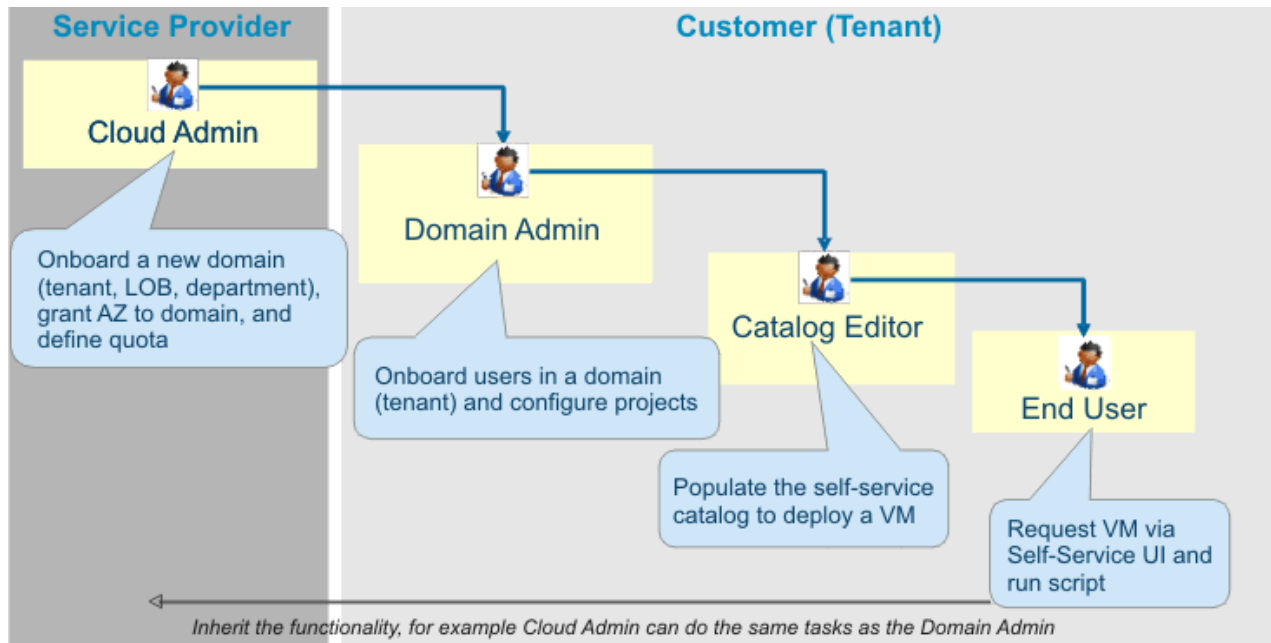 Service Provider
Customer (Tenant)
Cloud Admin
Onboard a new domain
(tenant, LOB, department),
grant AZ to domain, and
define quota
Domain Admin
Onboard users in a domain
(tenant) and configure projects
Catalog Editor
Populate the self-service
catalog to deploy a VM
End User
Request VM via
Self-Service UI and
run script
Inherit the functionality, for example Cloud Admin can do the same tasks as the Domain Admin